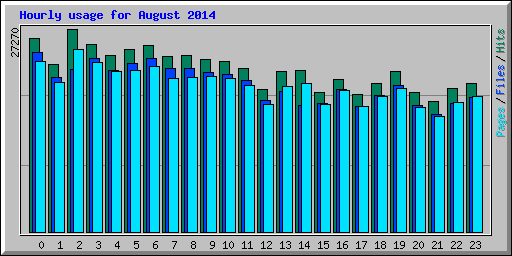 Hourly usage for August 2014
27270
Pages/Files/Hits
0 1 2 3 4 5 6 7 8 9 10 11 12 13 14 15 16 17 18 19 20 21 22 23